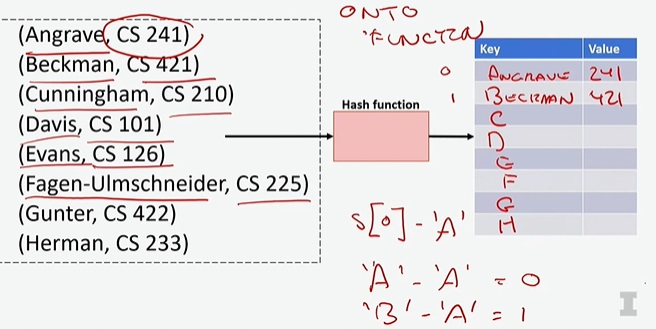 (Angrave, CS 241)
(Beckman, CS 421)
(Cunningham, CS 210)
(Davis, CS 101)
(Evans, CS 126)
(Fagen-Ulmschneider, CS 225)
(Gunter, CS 422)
(Herman, CS 233)
Hash function
ONTO
FUNCTION
Key Value
0 ANGRAVE 241
1 BECKMAN 421
C
D
E
F
G
H
S[0] - 'A'
'A' - 'A' = 0
'B' - 'A' = 1
I